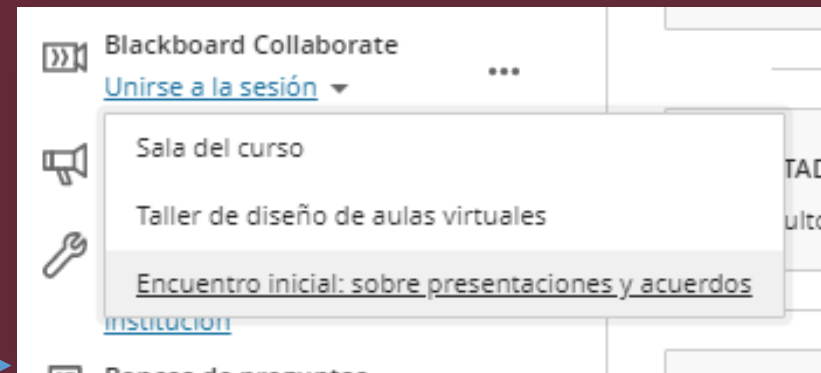 Blackboard Collaborate
Unirse a la sesión
Sala del curso
Taller de diseño de aulas virtuales
Encuentro inicial: sobre presentaciones y acuerdos
institución